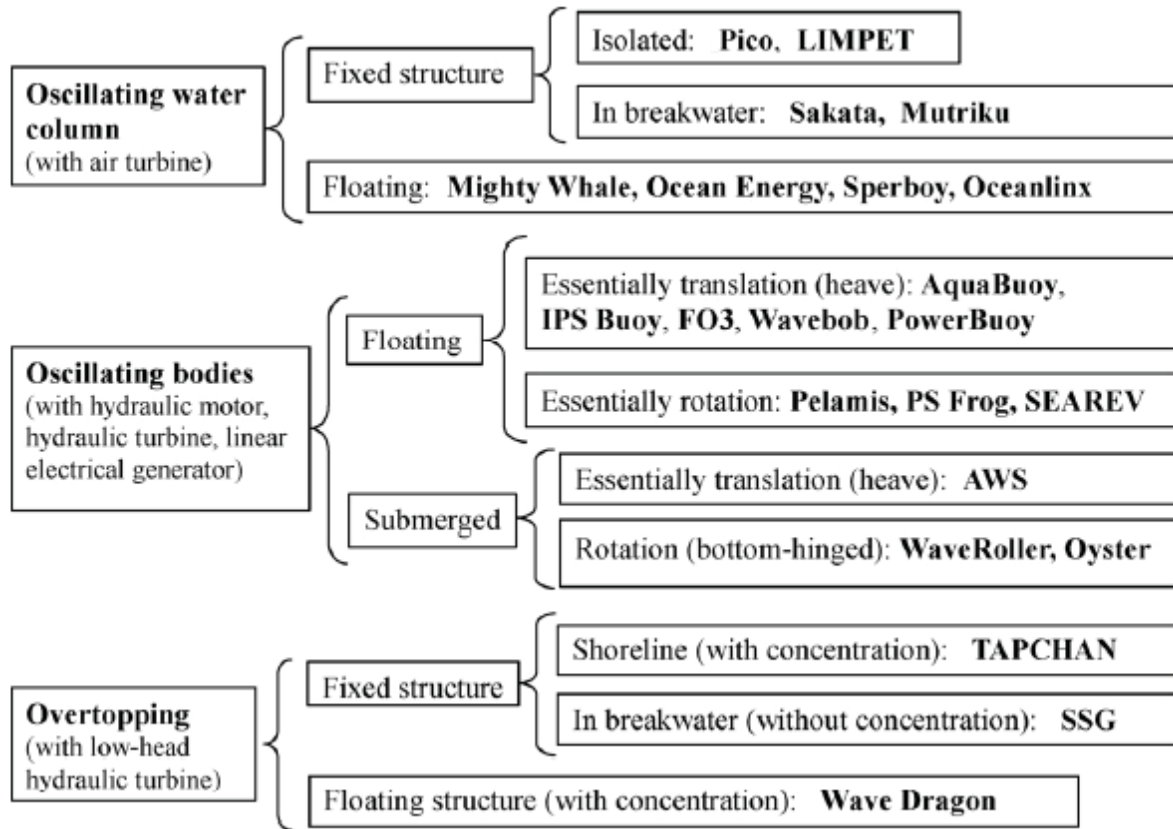 Oscillating water
column
(with air turbine)
Fixed structure
Isolated: Pico, LIMPET
In breakwater: Sakata, Mutriku
Floating: Mighty Whale, Ocean Energy, Sperboy, Oceanlinx
Oscillating bodies
(with hydraulic motor,
hydraulic turbine, linear
electrical generator)
Floating
Essentially translation (heave): AquaBuoy,
IPS Buoy, FO3, Wavebob, PowerBuoy
Essentially rotation: Pelamis, PS Frog, SEAREV
Submerged
Essentially translation (heave): AWS
Rotation (bottom-hinged): WaveRoller, Oyster
Overtopping
(with low-head
hydraulic turbine)
Fixed structure
Shoreline (with concentration): TAPCHAN
In breakwater (without concentration): SSG
Floating structure (with concentration): Wave Dragon